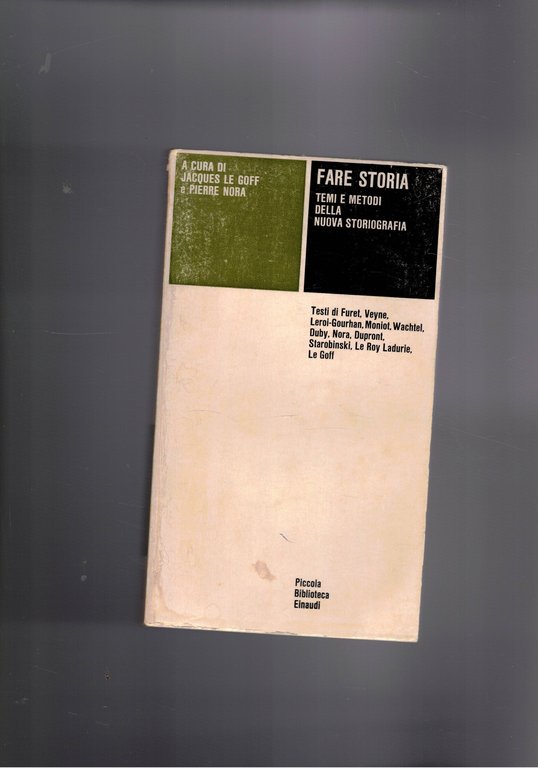 A CURA DI
JACQUES LE GOFF
e PIERRE NORA
FARE STORIA
TEMI E METODI
DELLA
NUOVA STORIOGRAFIA
Testi di Furet, Veyne,
Leroi-Gourhan, Moniot, Wachtel,
Duby, Nora, Dupront,
Starobinski, Le Roy Ladurie,
Le Goff
Piccola
Biblioteca
Einaudi